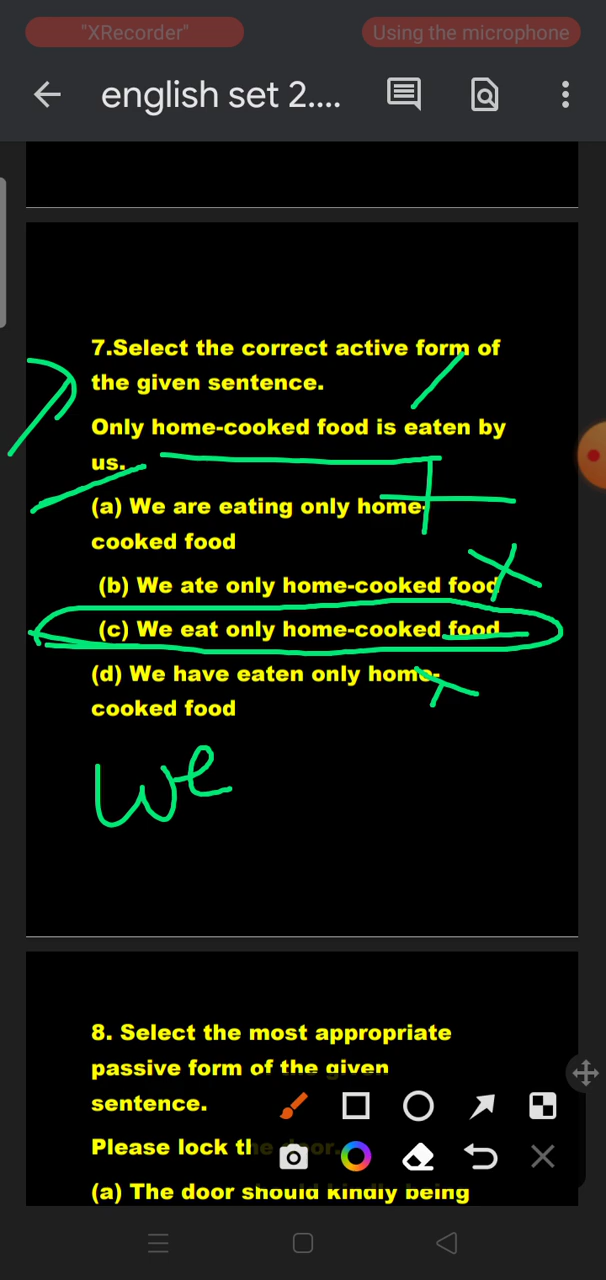 "XRecorder"
Using the microphone
english set 2....
7.Select the correct active form of
the given sentence.
Only home-cooked food is eaten by
us.
(a) We are eating only home-
cooked food
(b) We ate only home-cooked food
(c) We eat only home-cooked food
(d) We have eaten only home-
cooked food
we
8. Select the most appropriate
passive form of the given
sentence.
Please lock the door.
(a) The door should kindly being